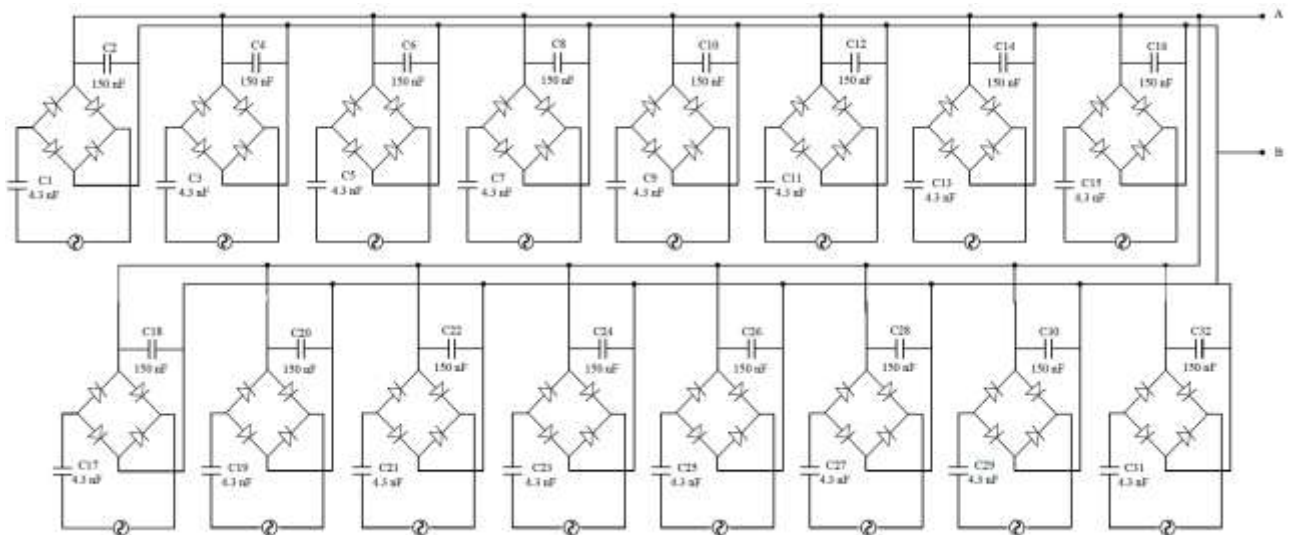 A
C2
C4
C6
C8
C10
C12
C14
C16
150 nF
150 nF
150 nF
150 nF
150 nF
150 nF
150 nF
150 nF
B
C1
C3
C5
C7
C9
C11
C13
C15
4.3 nF
4.3 nF
4.3 nF
4.3 nF
4.3 nF
4.3 nF
4.3 nF
4.3 nF
C18
C20
C22
C24
C26
C28
C30
C32
150 nF
150 nF
150 nF
150 nF
150 nF
150 nF
150 nF
150 nF
C17
C19
C21
C23
C25
C27
C29
C31
4.3 nF
4.3 nF
4.3 nF
4.3 nF
4.3 nF
4.3 nF
4.3 nF
4.3 nF